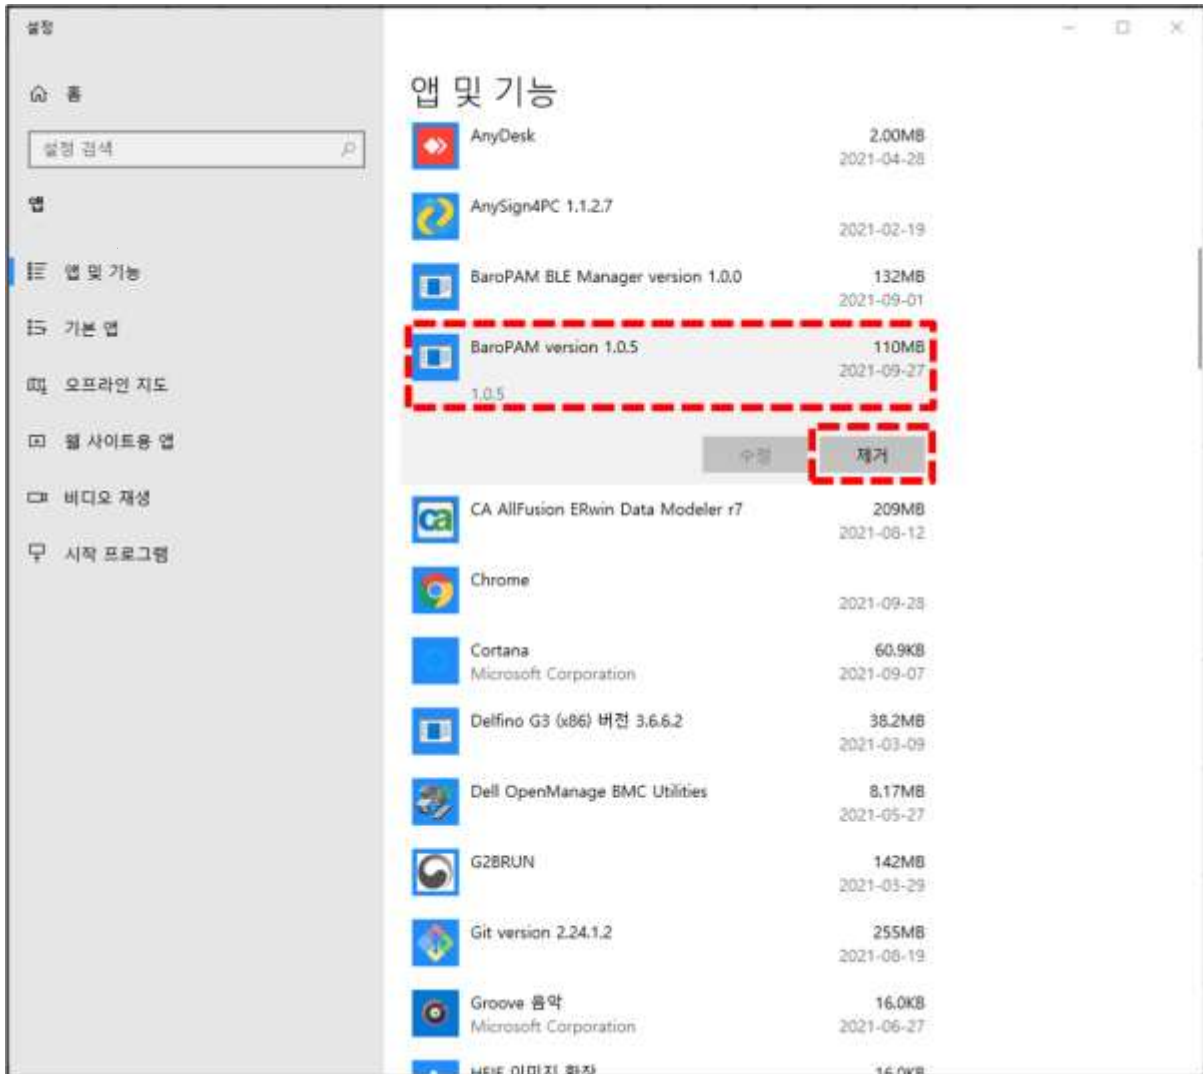 설정
홈
설정 검색
앱
앱 및 기능
기본 앱
오프라인 지도
웹 사이트용 앱
비디오 재생
시작 프로그램
앱 및 기능
AnyDesk 2.00MB
2021-04-28
AnySign4PC 1.1.2.7
2021-02-19
BaroPAM BLE Manager version 1.0.0 132MB
2021-09-01
BaroPAM version 1.0.5 110MB
2021-09-27
1.0.5
수정 제거
CA AllFusion ERwin Data Modeler r7 209MB
2021-08-12
Chrome
2021-09-28
Cortana 60.9KB
Microsoft Corporation 2021-09-07
Delfino G3 (x86) 버전 3.6.6.2 38.2MB
2021-03-09
Dell OpenManage BMC Utilities 8.17MB
2021-05-27
G2BRUN 142MB
2021-03-29
Git version 2.24.1.2 255MB
2021-08-19
Groove 음악 16.0KB
Microsoft Corporation 2021-06-27
HEIF 이미지 확장 16.0KB